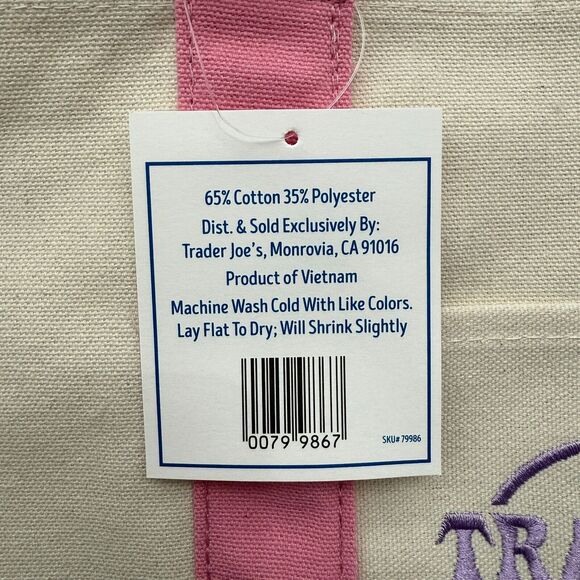 65% Cotton 35% Polyester
Dist. & Sold Exclusively By:
Trader Joe's, Monrovia, CA 91016
Product of Vietnam
Machine Wash Cold With Like Colors.
Lay Flat To Dry; Will Shrink Slightly
0079 9867
SKU# 79986
TRA